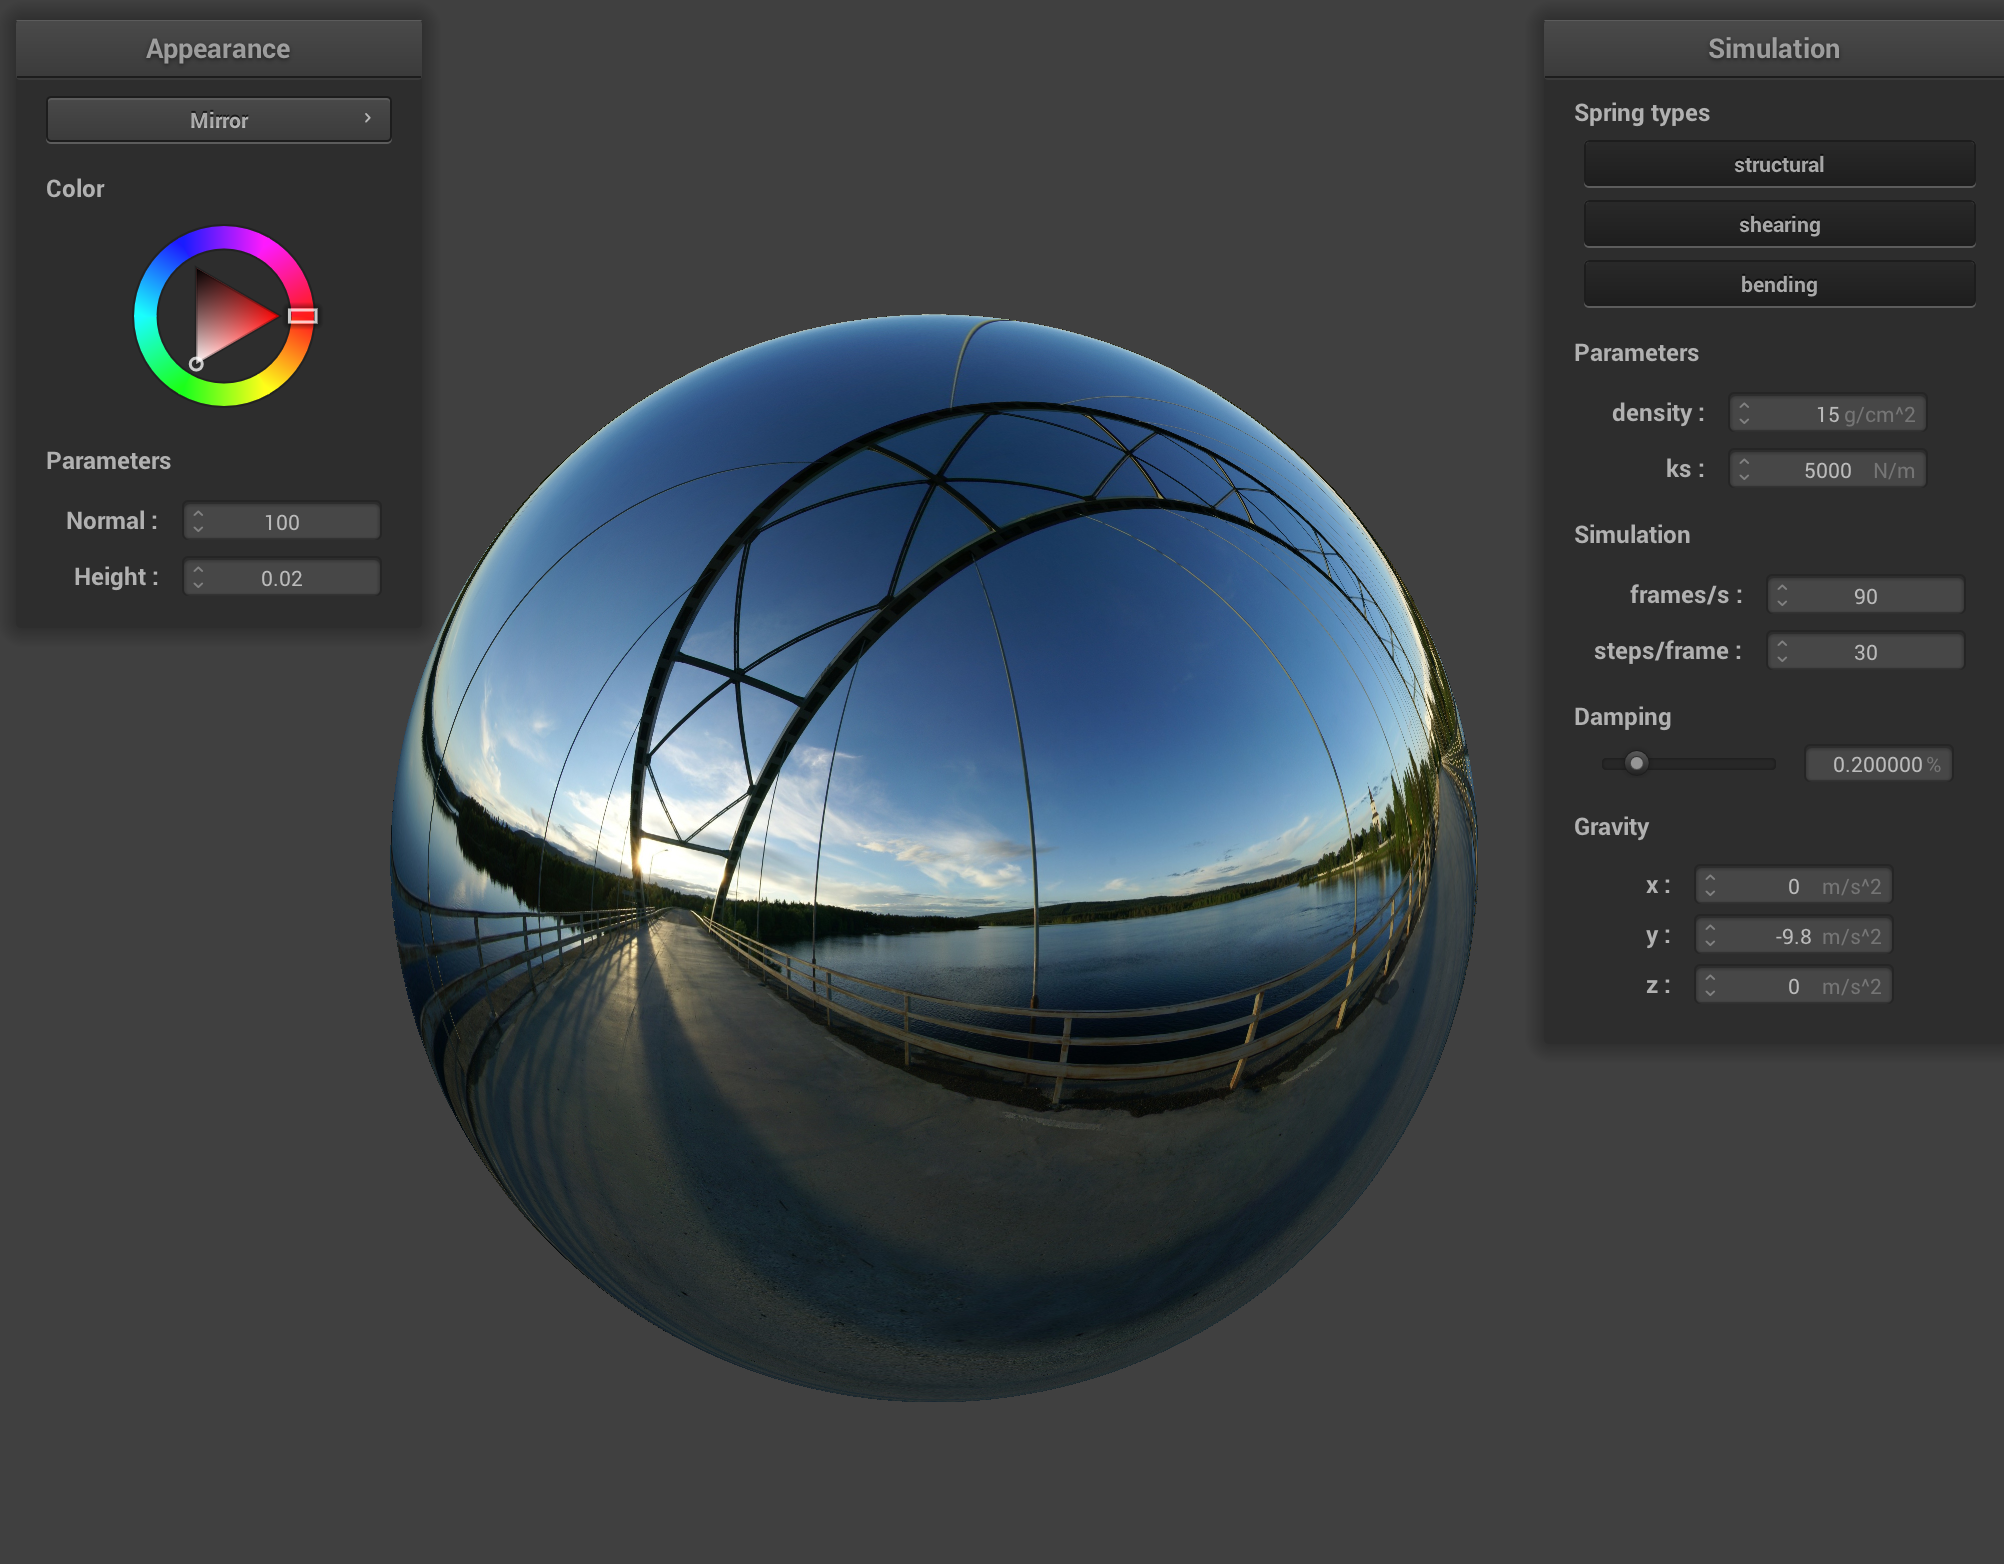 Appearance
Mirror
Color
Parameters
Normal : 100
Height : 0.02
Simulation
Spring types
structural
shearing
bending
Parameters
density : 15 g/cm^2
ks : 5000 N/m
Simulation
frames/s : 90
steps/frame : 30
Damping
0.200000 %
Gravity
x : 0 m/s^2
y : -9.8 m/s^2
z : 0 m/s^2